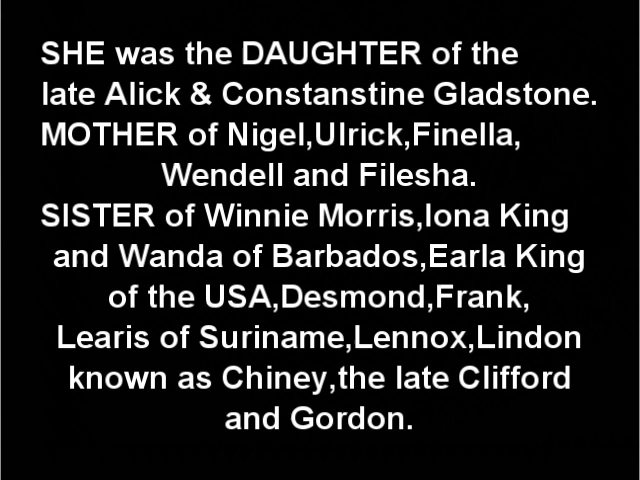 SHE was the DAUGHTER of the
late Alick & Constanstine Gladstone.
MOTHER of Nigel,Ulrick,Finella,
Wendell and Filesha.
SISTER of Winnie Morris,Iona King
and Wanda of Barbados,Earla King
of the USA,Desmond,Frank,
Learis of Suriname,Lennox,Lindon
known as Chiney,the late Clifford
and Gordon.